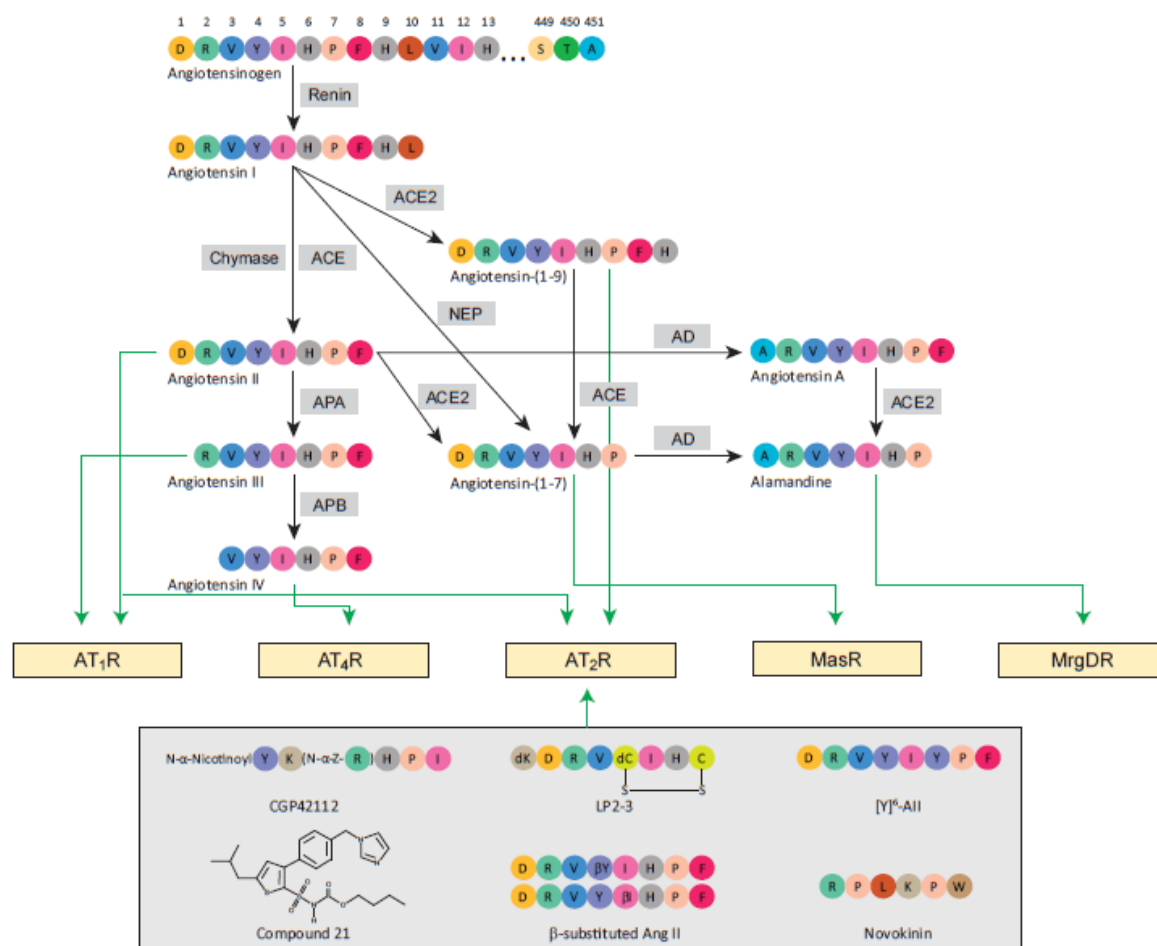 1 2 3 4 5 6 7 8 9 10 11 12 13 449 450 451
D R V Y I H P F H L V I H ... S T A
Angiotensinogen
Renin
D R V Y I H P F H L
Angiotensin I
ACE2
Chymase ACE
D R V Y I H P F H
Angiotensin-(1-9)
NEP
D R V Y I H P F
Angiotensin II
AD
A R V Y I H P F
Angiotensin A
APA
ACE2
ACE
ACE2
R V Y I H P F
Angiotensin III
D R V Y I H P
Angiotensin-(1-7)
AD
A R V Y I H P
Alamandine
APB
V Y I H P F
Angiotensin IV
AT₁R
AT₄R
AT₂R
MasR
MrgDR
N-α-Nicotinoyl Y K (N-α-Z- R ) H P I
CGP42112
dK D R V dC I H C
S S
LP2-3
D R V Y I Y P F
[Y]⁶-AII
N
N
S
O O
N
H
O
O
Compound 21
D R V βY I H P F
D R V Y βI H P F
β-substituted Ang II
R P L K P W
Novokinin